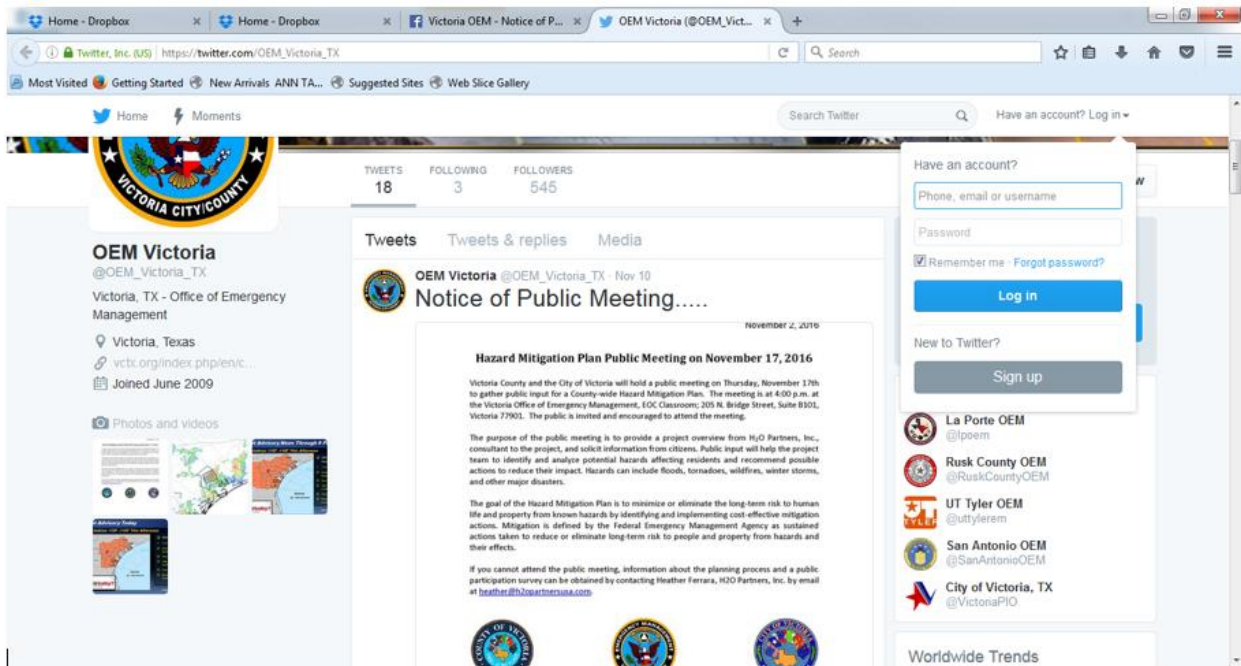 Home - Dropbox
Home - Dropbox
Victoria OEM - Notice of P...
OEM Victoria (@OEM_Vict...
Twitter, Inc. (US)
https://twitter.com/OEM_Victoria_TX
Search
Most Visited
Getting Started
New Arrivals ANN TA...
Suggested Sites
Web Slice Gallery
Home
Moments
Search Twitter
Have an account? Log in
VICTORIA CITY/COUNTY
TWEETS
18
FOLLOWING
3
FOLLOWERS
545
OEM Victoria
@OEM_Victoria_TX
Victoria, TX - Office of Emergency
Management
Victoria, Texas
vctx.org/index.php/en/c...
Joined June 2009
Photos and videos
Tweets
Tweets & replies
Media
OEM Victoria @OEM_Victoria_TX · Nov 10
Notice of Public Meeting.....
November 2, 2016
Hazard Mitigation Plan Public Meeting on November 17, 2016
Victoria County and the City of Victoria will hold a public meeting on Thursday, November 17th
to gather public input for a County-wide Hazard Mitigation Plan. The meeting is at 4:00 p.m. at
the Victoria Office of Emergency Management, EOC Classroom; 205 N. Bridge Street, Suite B101,
Victoria 77901. The public is invited and encouraged to attend the meeting.
The purpose of the public meeting is to provide a project overview from H2O Partners, Inc.,
consultant to the project, and solicit information from citizens. Public input will help the project
team to identify and analyze potential hazards affecting residents and recommend possible
actions to reduce their impact. Hazards can include floods, tornadoes, wildfires, winter storms,
and other major disasters.
The goal of the Hazard Mitigation Plan is to minimize or eliminate the long-term risk to human
life and property from known hazards by identifying and implementing cost-effective mitigation
actions. Mitigation is defined by the Federal Emergency Management Agency as sustained
actions taken to reduce or eliminate long-term risk to people and property from hazards and
their effects.
If you cannot attend the public meeting, information about the planning process and a public
participation survey can be obtained by contacting Heather Ferrara, H2O Partners, Inc. by email
at heather@h2opartnersusa.com.
COUNTY OF VICTORIA
EMERGENCY MANAGEMENT
CITY OF VICTORIA
Have an account?
Phone, email or username
Password
Remember me · Forgot password?
Log in
New to Twitter?
Sign up
La Porte OEM
@lpoem
Rusk County OEM
@RuskCountyOEM
UT Tyler OEM
@uttylerem
San Antonio OEM
@SanAntonioOEM
City of Victoria, TX
@VictoriaPIO
Worldwide Trends